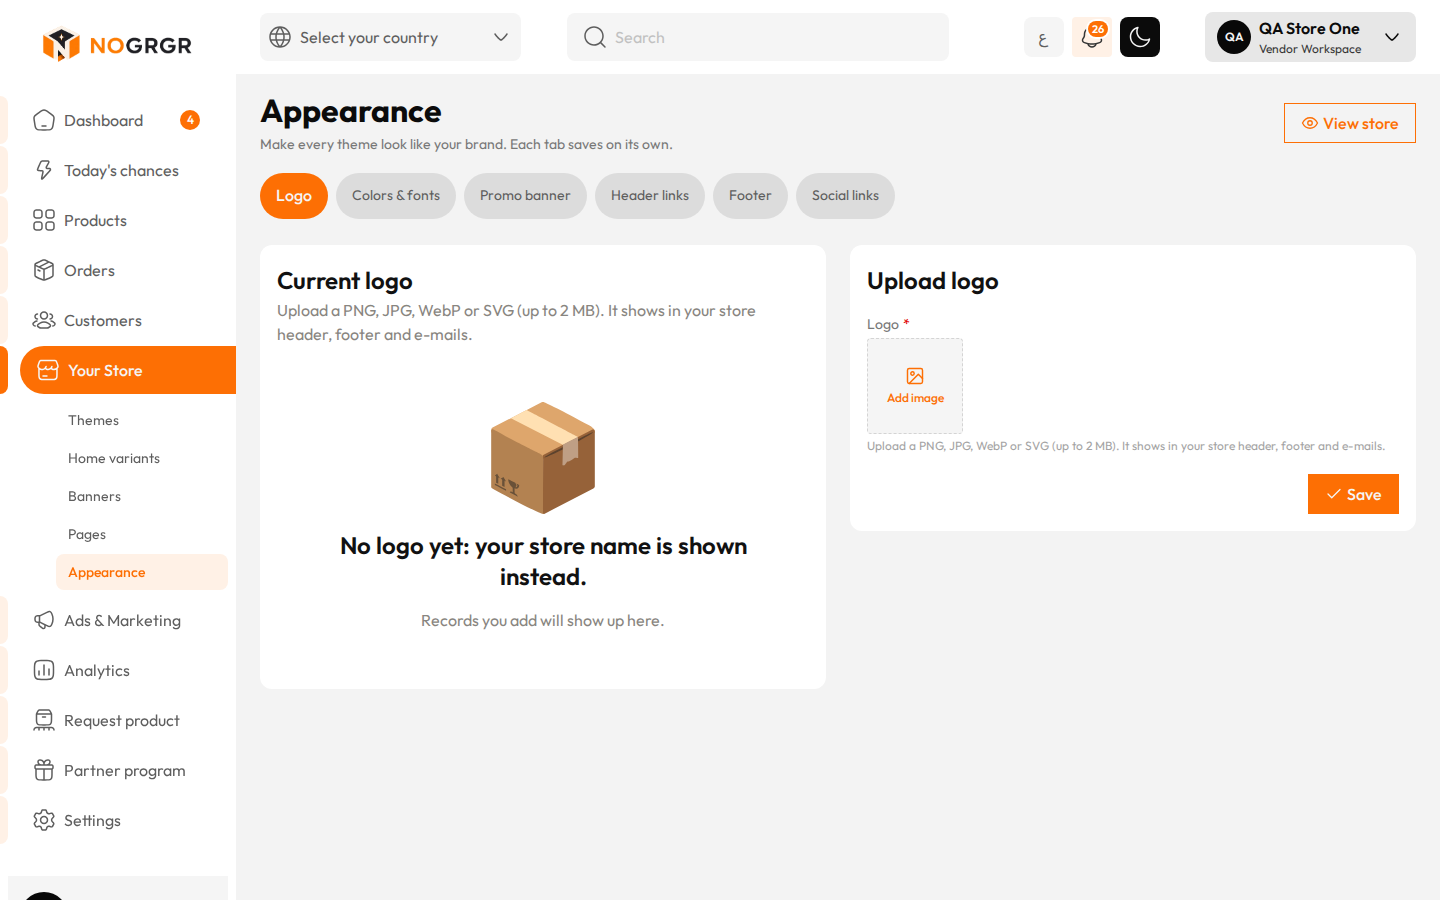 NOGRGR
Select your country
Search
ع
26
QA
QA Store One
Vendor Workspace
Dashboard
4
Today's chances
Products
Orders
Customers
Your Store
Themes
Home variants
Banners
Pages
Appearance
Ads & Marketing
Analytics
Request product
Partner program
Settings
Appearance
Make every theme look like your brand. Each tab saves on its own.
View store
Logo
Colors & fonts
Promo banner
Header links
Footer
Social links
Current logo
Upload a PNG, JPG, WebP or SVG (up to 2 MB). It shows in your store
header, footer and e-mails.
No logo yet: your store name is shown
instead.
Records you add will show up here.
Upload logo
Logo *
Add image
Upload a PNG, JPG, WebP or SVG (up to 2 MB). It shows in your store header, footer and e-mails.
Save